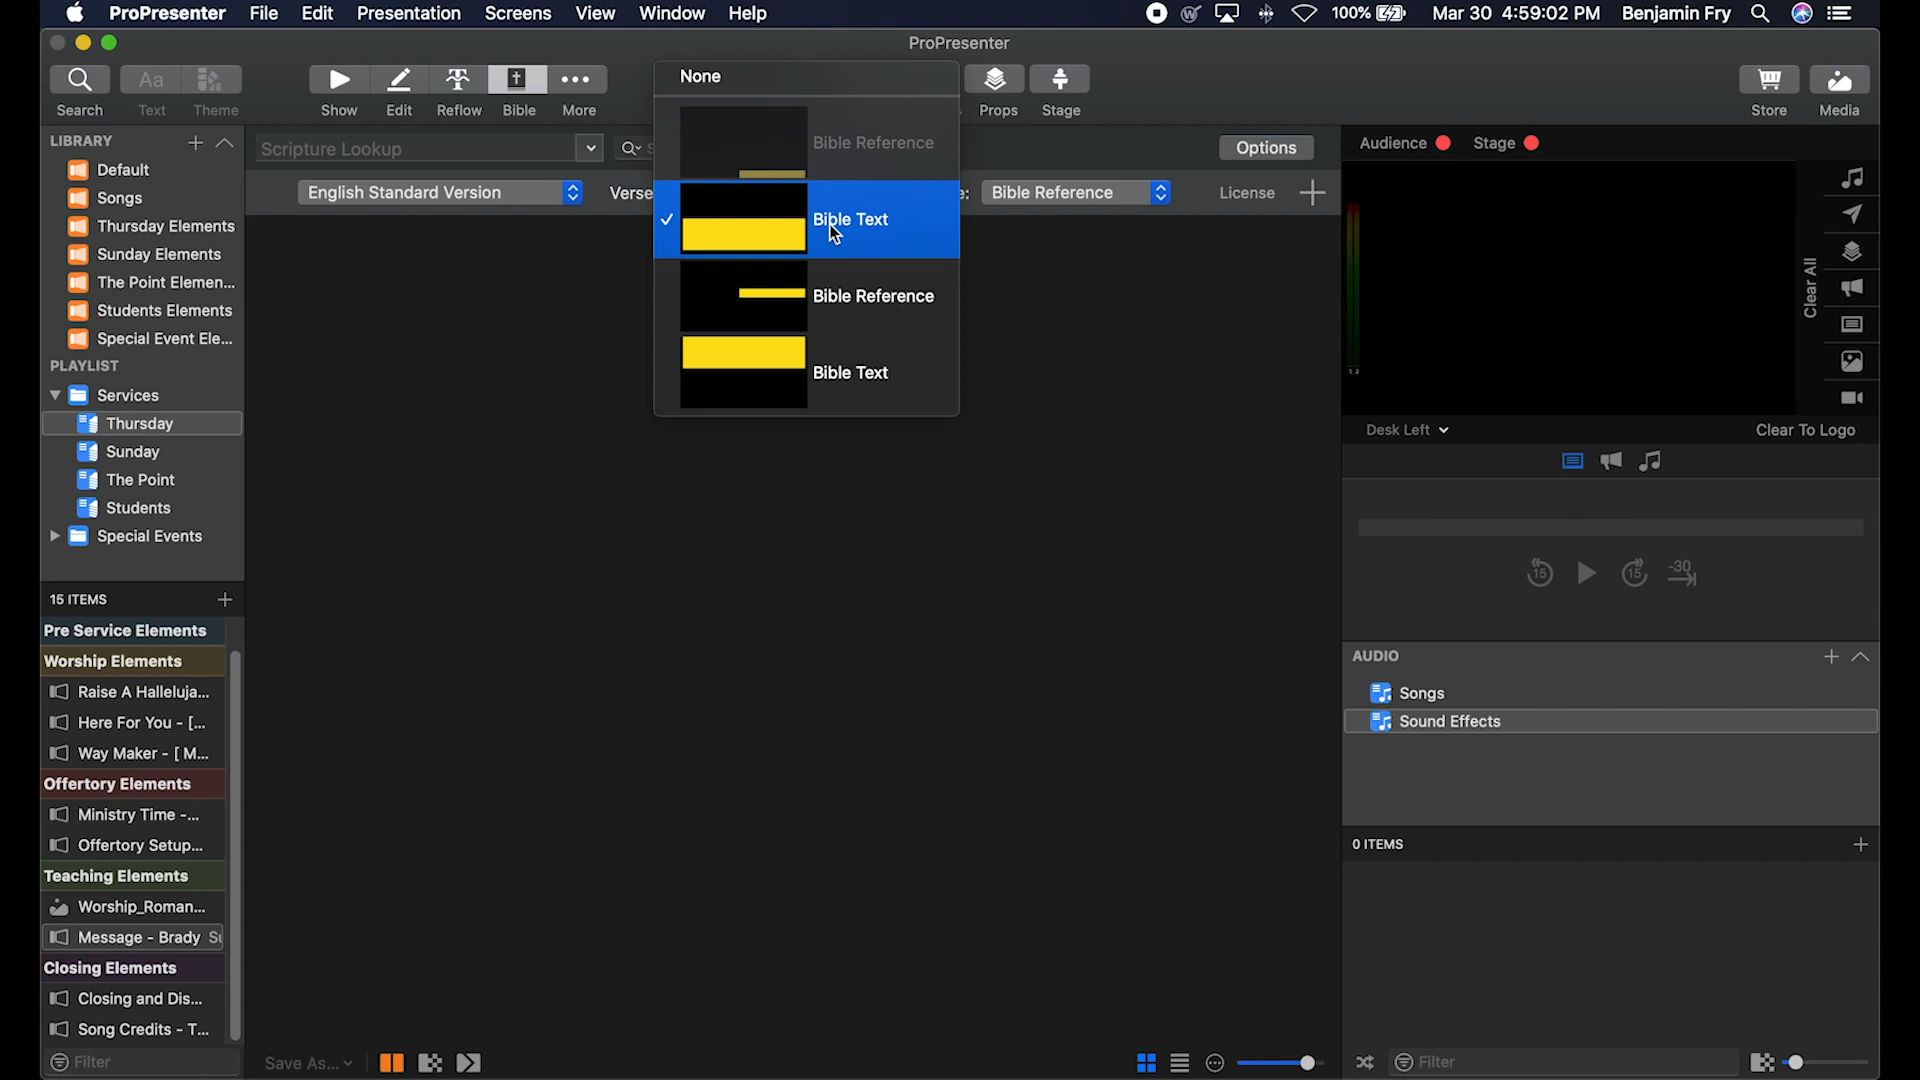 ProPresenter File Edit Presentation Screens View Window Help 100% Mar 30 4:59:02 PM Benjamin Fry
ProPresenter
Search Aa Text Theme Show Edit Reflow Bible More Props Stage Store Media
None
Bible Reference
Bible Text
Bible Reference
Bible Text
LIBRARY
Default
Songs
Thursday Elements
Sunday Elements
The Point Elemen...
Students Elements
Special Event Ele...
PLAYLIST
Services
Thursday
Sunday
The Point
Students
Special Events
15 ITEMS
Pre Service Elements
Worship Elements
Raise A Halleluja...
Here For You - [...
Way Maker - [ M...
Offertory Elements
Ministry Time -...
Offertory Setup...
Teaching Elements
Worship_Roman...
Message - Brady
Closing Elements
Closing and Dis...
Song Credits - T...
Filter
Scripture Lookup Options
English Standard Version Verse e: Bible Reference License
Save As...
Audience Stage
1 2
Clear All
Desk Left Clear To Logo
15 15 -30
AUDIO
Songs
Sound Effects
0 ITEMS
Filter